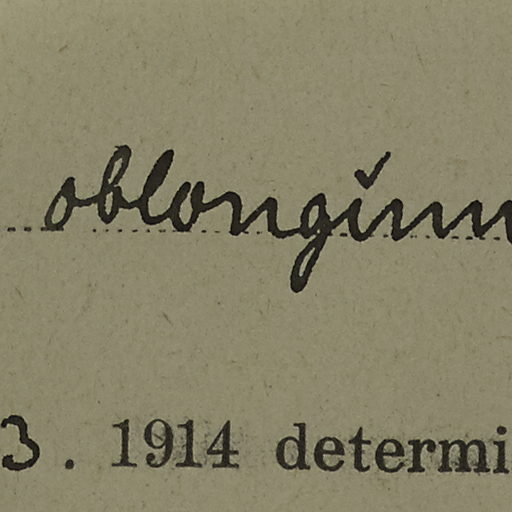 oblongum
3. 1914 determi